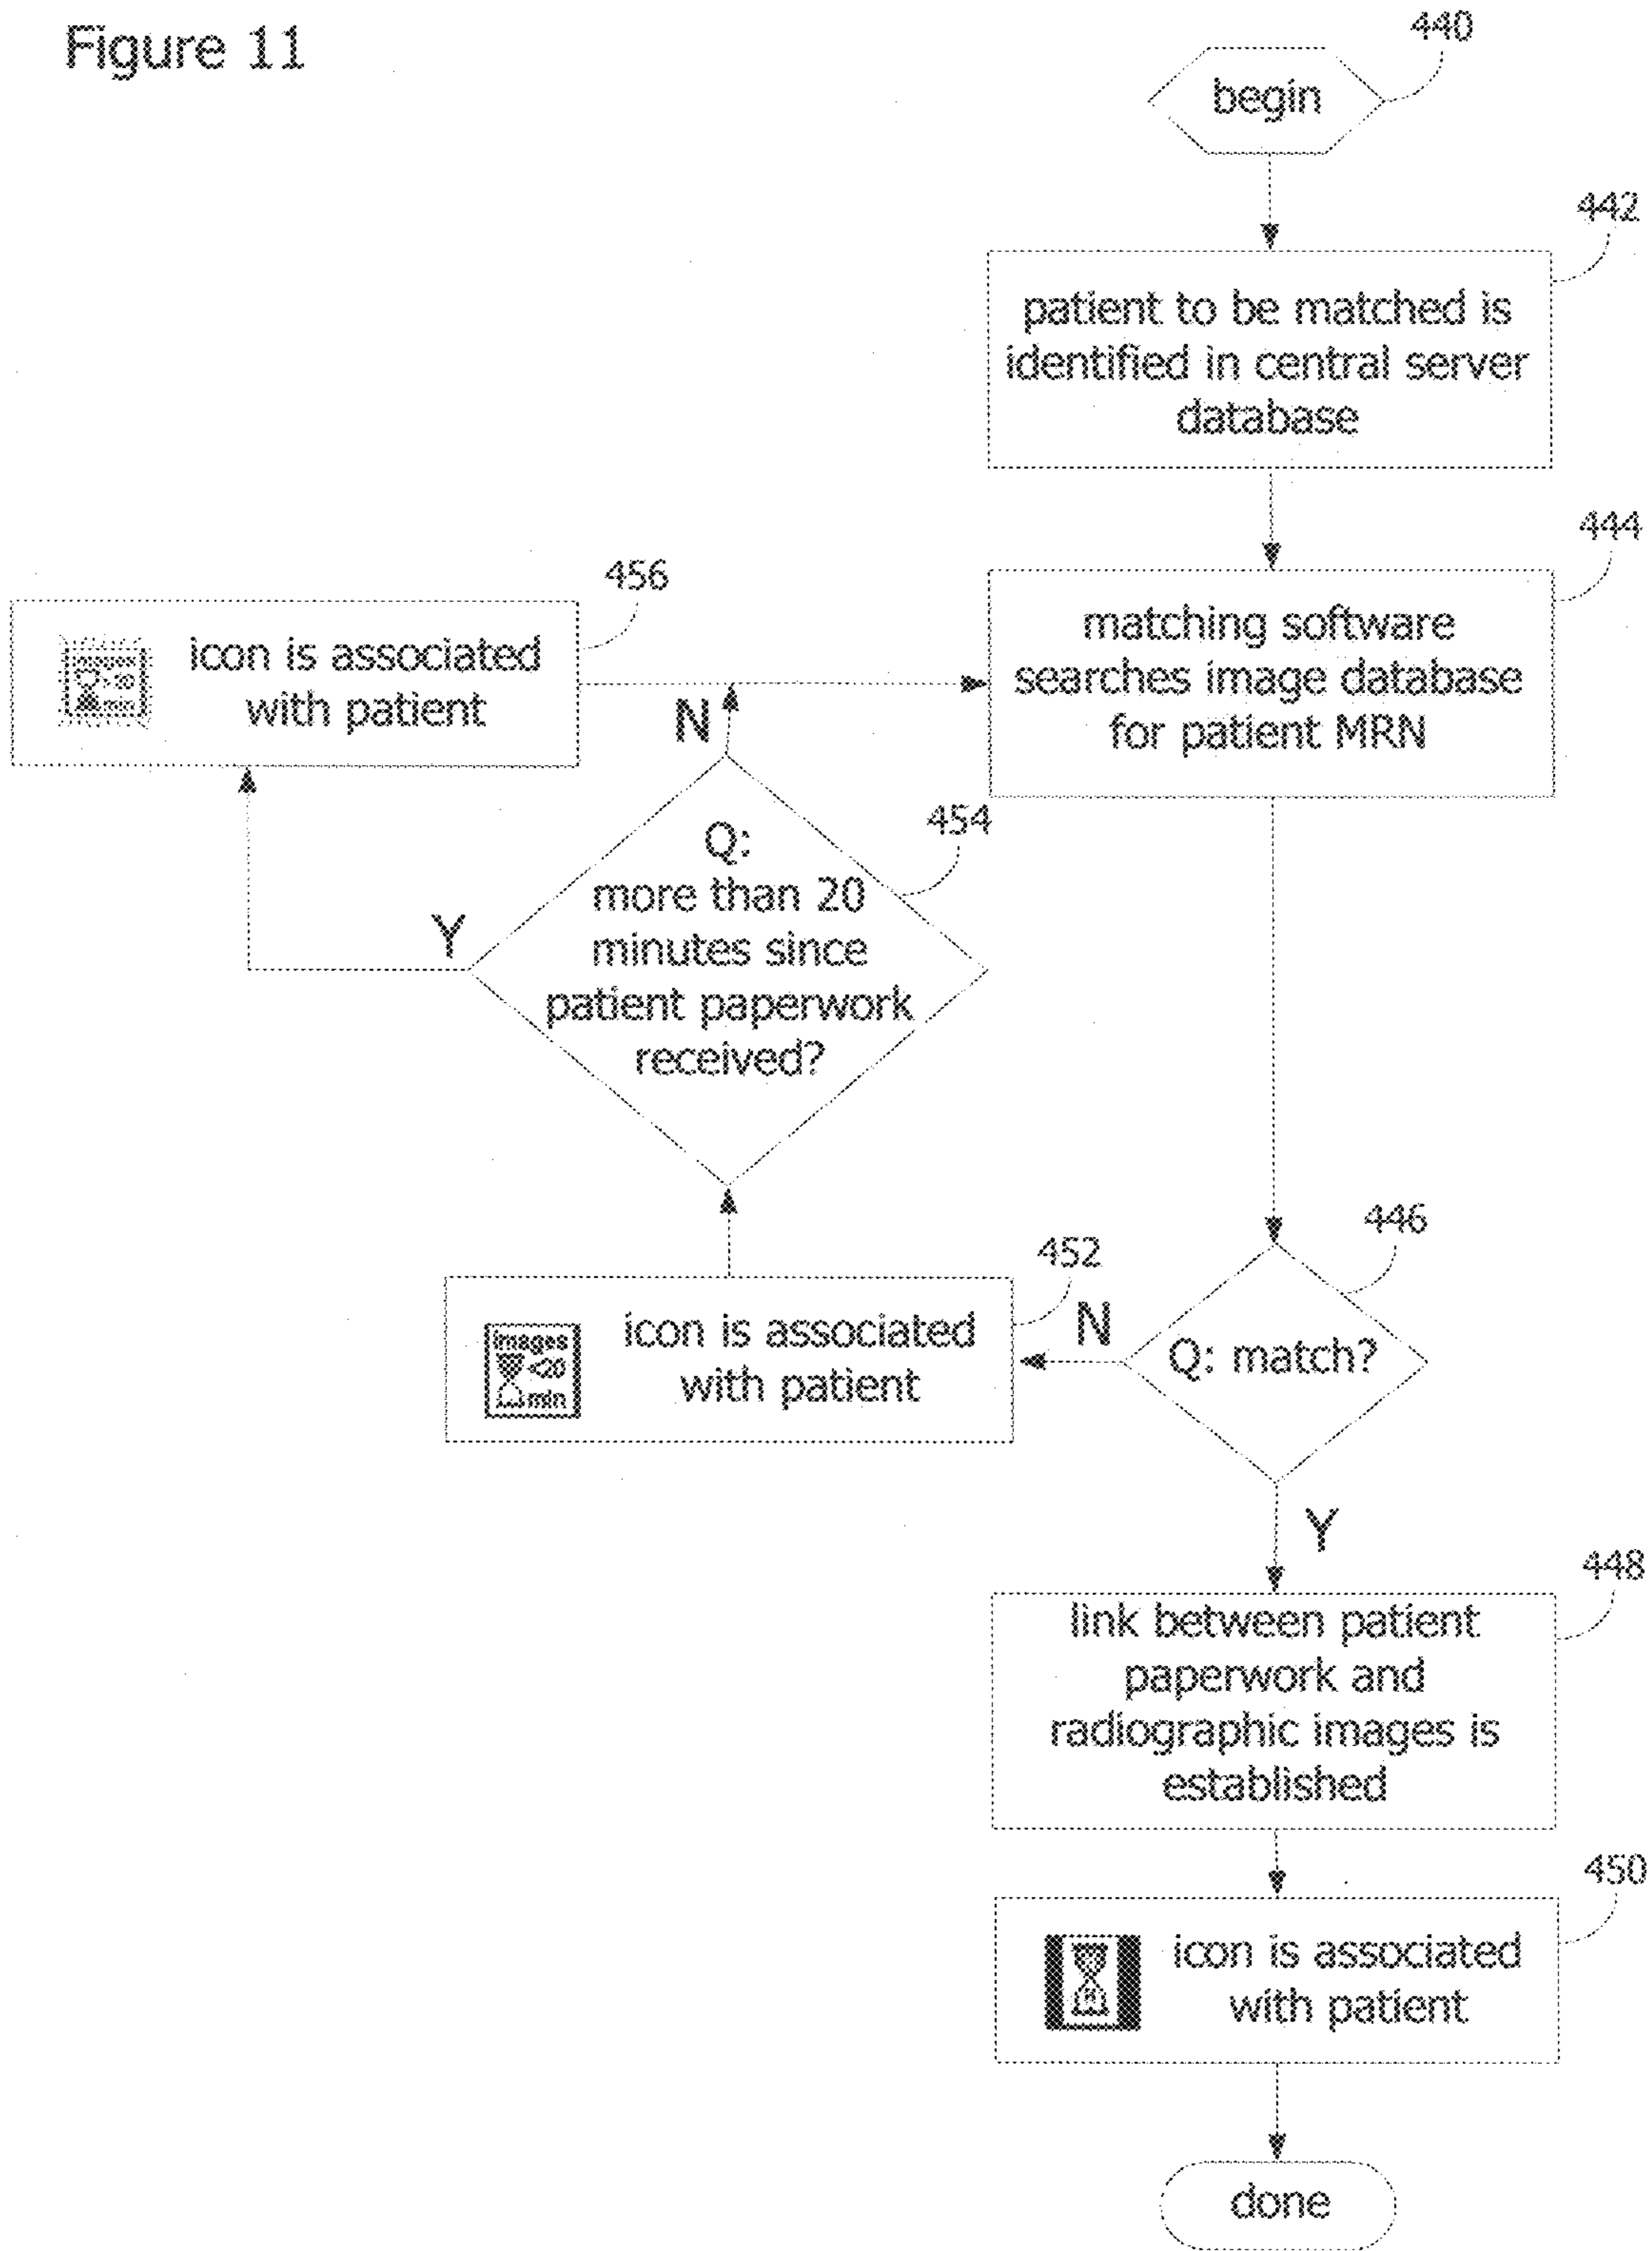 Figure 11
440
begin
442
patient to be matched is
identified in central server
database
444
matching software
searches image database
for patient MRN
456
icon is associated
with patient
N
454
Q:
more than 20
minutes since
patient paperwork
received?
Y
446
Q: match?
N
452
images
<20
min
icon is associated
with patient
Y
448
link between patient
paperwork and
radiographic images is
established
450
icon is associated
with patient
done